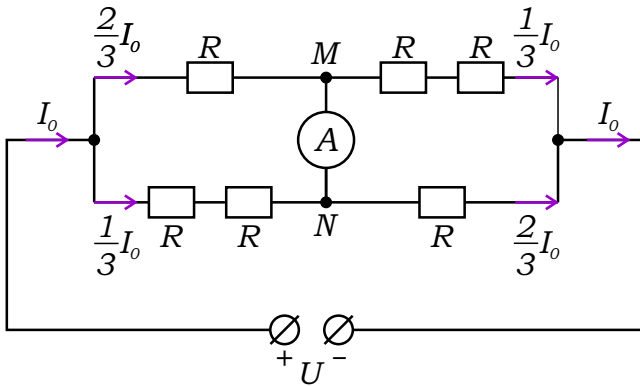 2/3 I₀ R M R R 1/3 I₀
I₀ A I₀
1/3 I₀ R R N R 2/3 I₀
+ U −